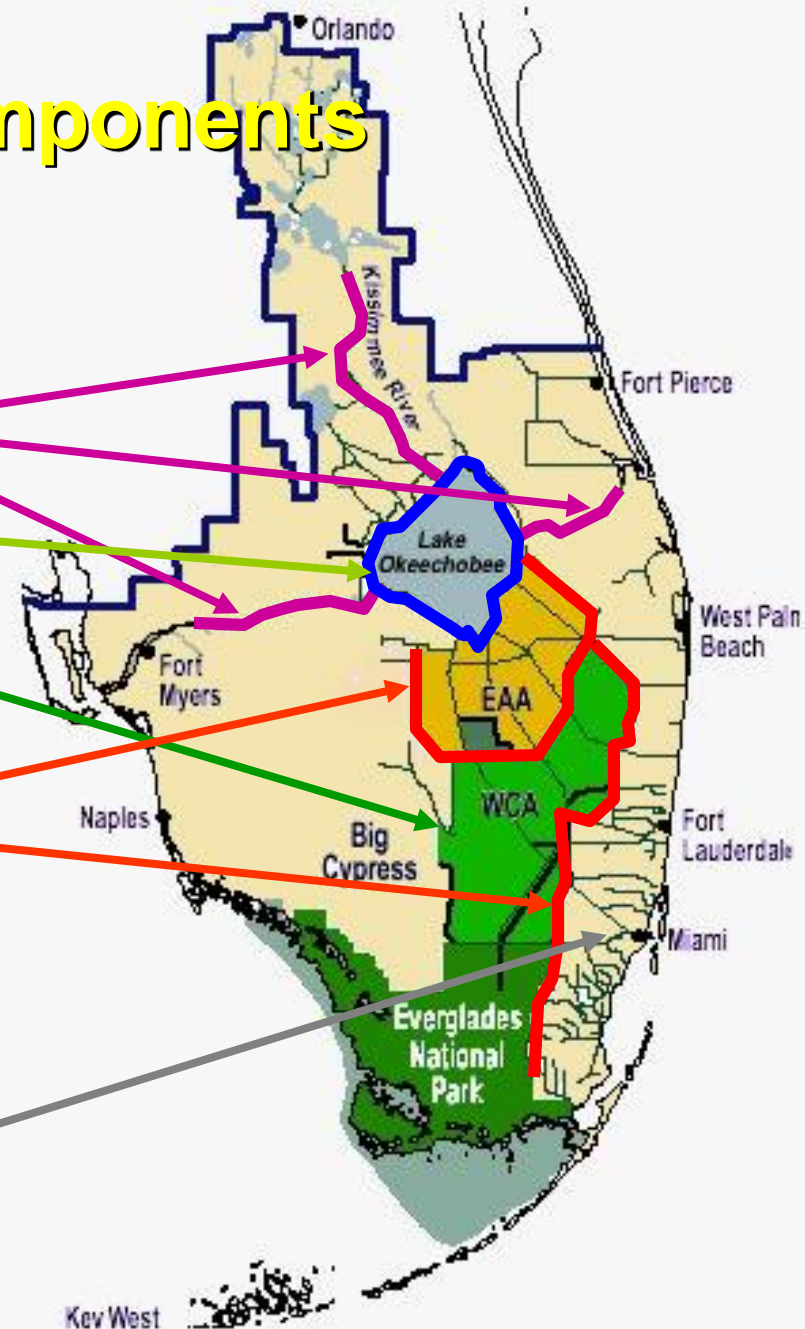 Orlando
mponents
Kissimmee River
Fort Pierce
Lake
Okeechobee
West Paln
Beach
Fort
Myers
EAA
WCA
Naples
Big
Cypress
Fort
Lauderdale
Miami
Everglades
National
Park
Key West